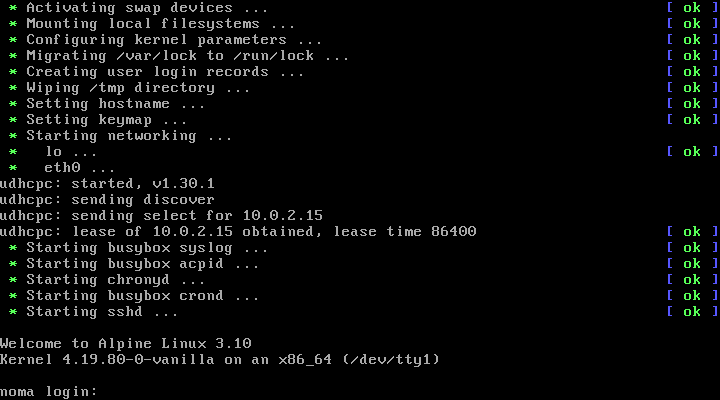 * Activating swap devices ... [ ok ]
* Mounting local filesystems ... [ ok ]
* Configuring kernel parameters ... [ ok ]
* Migrating /var/lock to /run/lock ... [ ok ]
* Creating user login records ... [ ok ]
* Wiping /tmp directory ... [ ok ]
* Setting hostname ... [ ok ]
* Setting keymap ... [ ok ]
* Starting networking ...
*   lo ... [ ok ]
*   eth0 ...
udhcpc: started, v1.30.1
udhcpc: sending discover
udhcpc: sending select for 10.0.2.15
udhcpc: lease of 10.0.2.15 obtained, lease time 86400 [ ok ]
* Starting busybox syslog ... [ ok ]
* Starting busybox acpid ... [ ok ]
* Starting chronyd ... [ ok ]
* Starting busybox crond ... [ ok ]
* Starting sshd ... [ ok ]
Welcome to Alpine Linux 3.10
Kernel 4.19.80-0-vanilla on an x86_64 (/dev/tty1)
noma login: